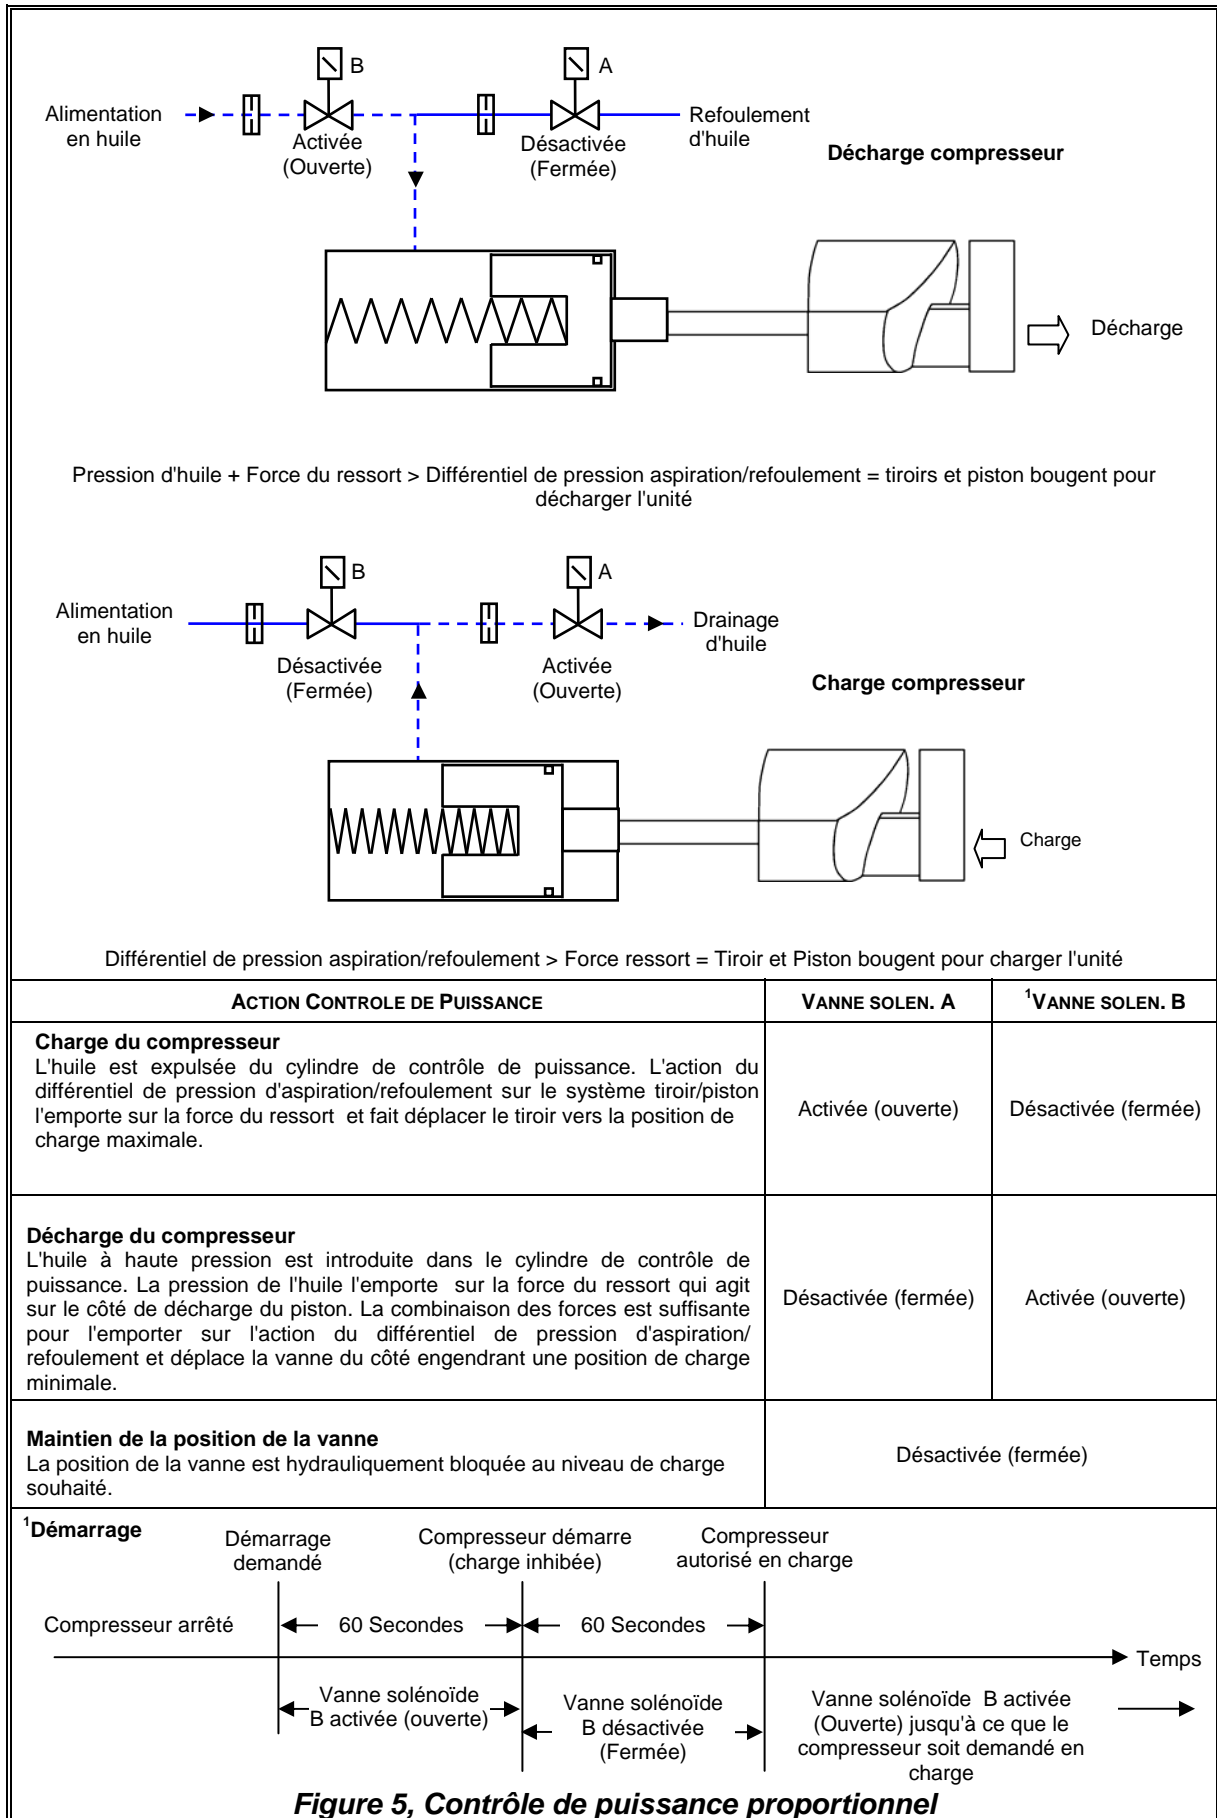 B
A
Alimentation
en huile
Activée
(Ouverte)
Désactivée
(Fermée)
Refoulement
d'huile
Décharge compresseur
Décharge
Pression d'huile + Force du ressort > Différentiel de pression aspiration/refoulement = tiroirs et piston bougent pour
décharger l'unité
B
A
Alimentation
en huile
Désactivée
(Fermée)
Activée
(Ouverte)
Drainage
d'huile
Charge compresseur
Charge
Différentiel de pression aspiration/refoulement > Force ressort = Tiroir et Piston bougent pour charger l'unité
ACTION CONTROLE DE PUISSANCE
VANNE SOLEN. A
1VANNE SOLEN. B
Charge du compresseur
L'huile est expulsée du cylindre de contrôle de puissance. L'action du
différentiel de pression d'aspiration/refoulement sur le système tiroir/piston
l'emporte sur la force du ressort et fait déplacer le tiroir vers la position de
charge maximale.
Activée (ouverte)
Désactivée (fermée)
Décharge du compresseur
L'huile à haute pression est introduite dans le cylindre de contrôle de
puissance. La pression de l'huile l'emporte sur la force du ressort qui agit
sur le côté de décharge du piston. La combinaison des forces est suffisante
pour l'emporter sur l'action du différentiel de pression d'aspiration/
refoulement et déplace la vanne du côté engendrant une position de charge
minimale.
Désactivée (fermée)
Activée (ouverte)
Maintien de la position de la vanne
La position de la vanne est hydrauliquement bloquée au niveau de charge
souhaité.
Désactivée (fermée)
1Démarrage
Démarrage
demandé
Compresseur démarre
(charge inhibée)
Compresseur
autorisé en charge
Compresseur arrêté
60 Secondes
60 Secondes
Temps
Vanne solénoïde
B activée (ouverte)
Vanne solénoïde
B désactivée
(Fermée)
Vanne solénoïde B activée
(Ouverte) jusqu'à ce que le
compresseur soit demandé en
charge
Figure 5, Contrôle de puissance proportionnel